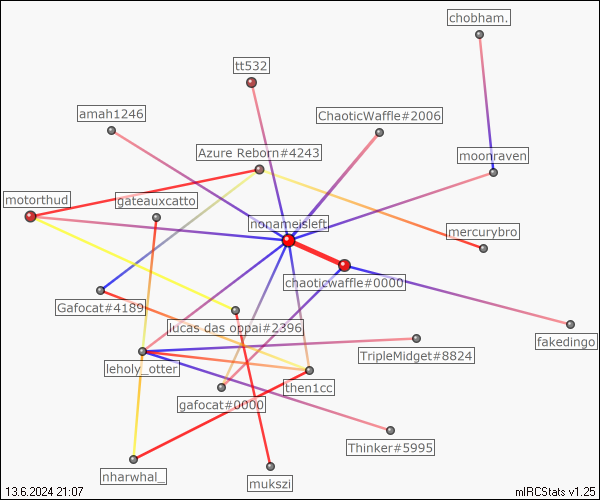 chobham.
tt532
amah1246
ChaoticWaffle#2006
Azure Reborn#4243
moonraven
motorthud
gateauxcatto
nonameisleft
mercurybro
chaoticwaffle#0000
Gafocat#4189
lucas das oppai#2396
fakedingo
TripleMidget#8824
leholy_otter
then1cc
gafocat#0000
Thinker#5995
nharwhal_
mukszi
13.6.2024 21:07
mIRCStats v1.25